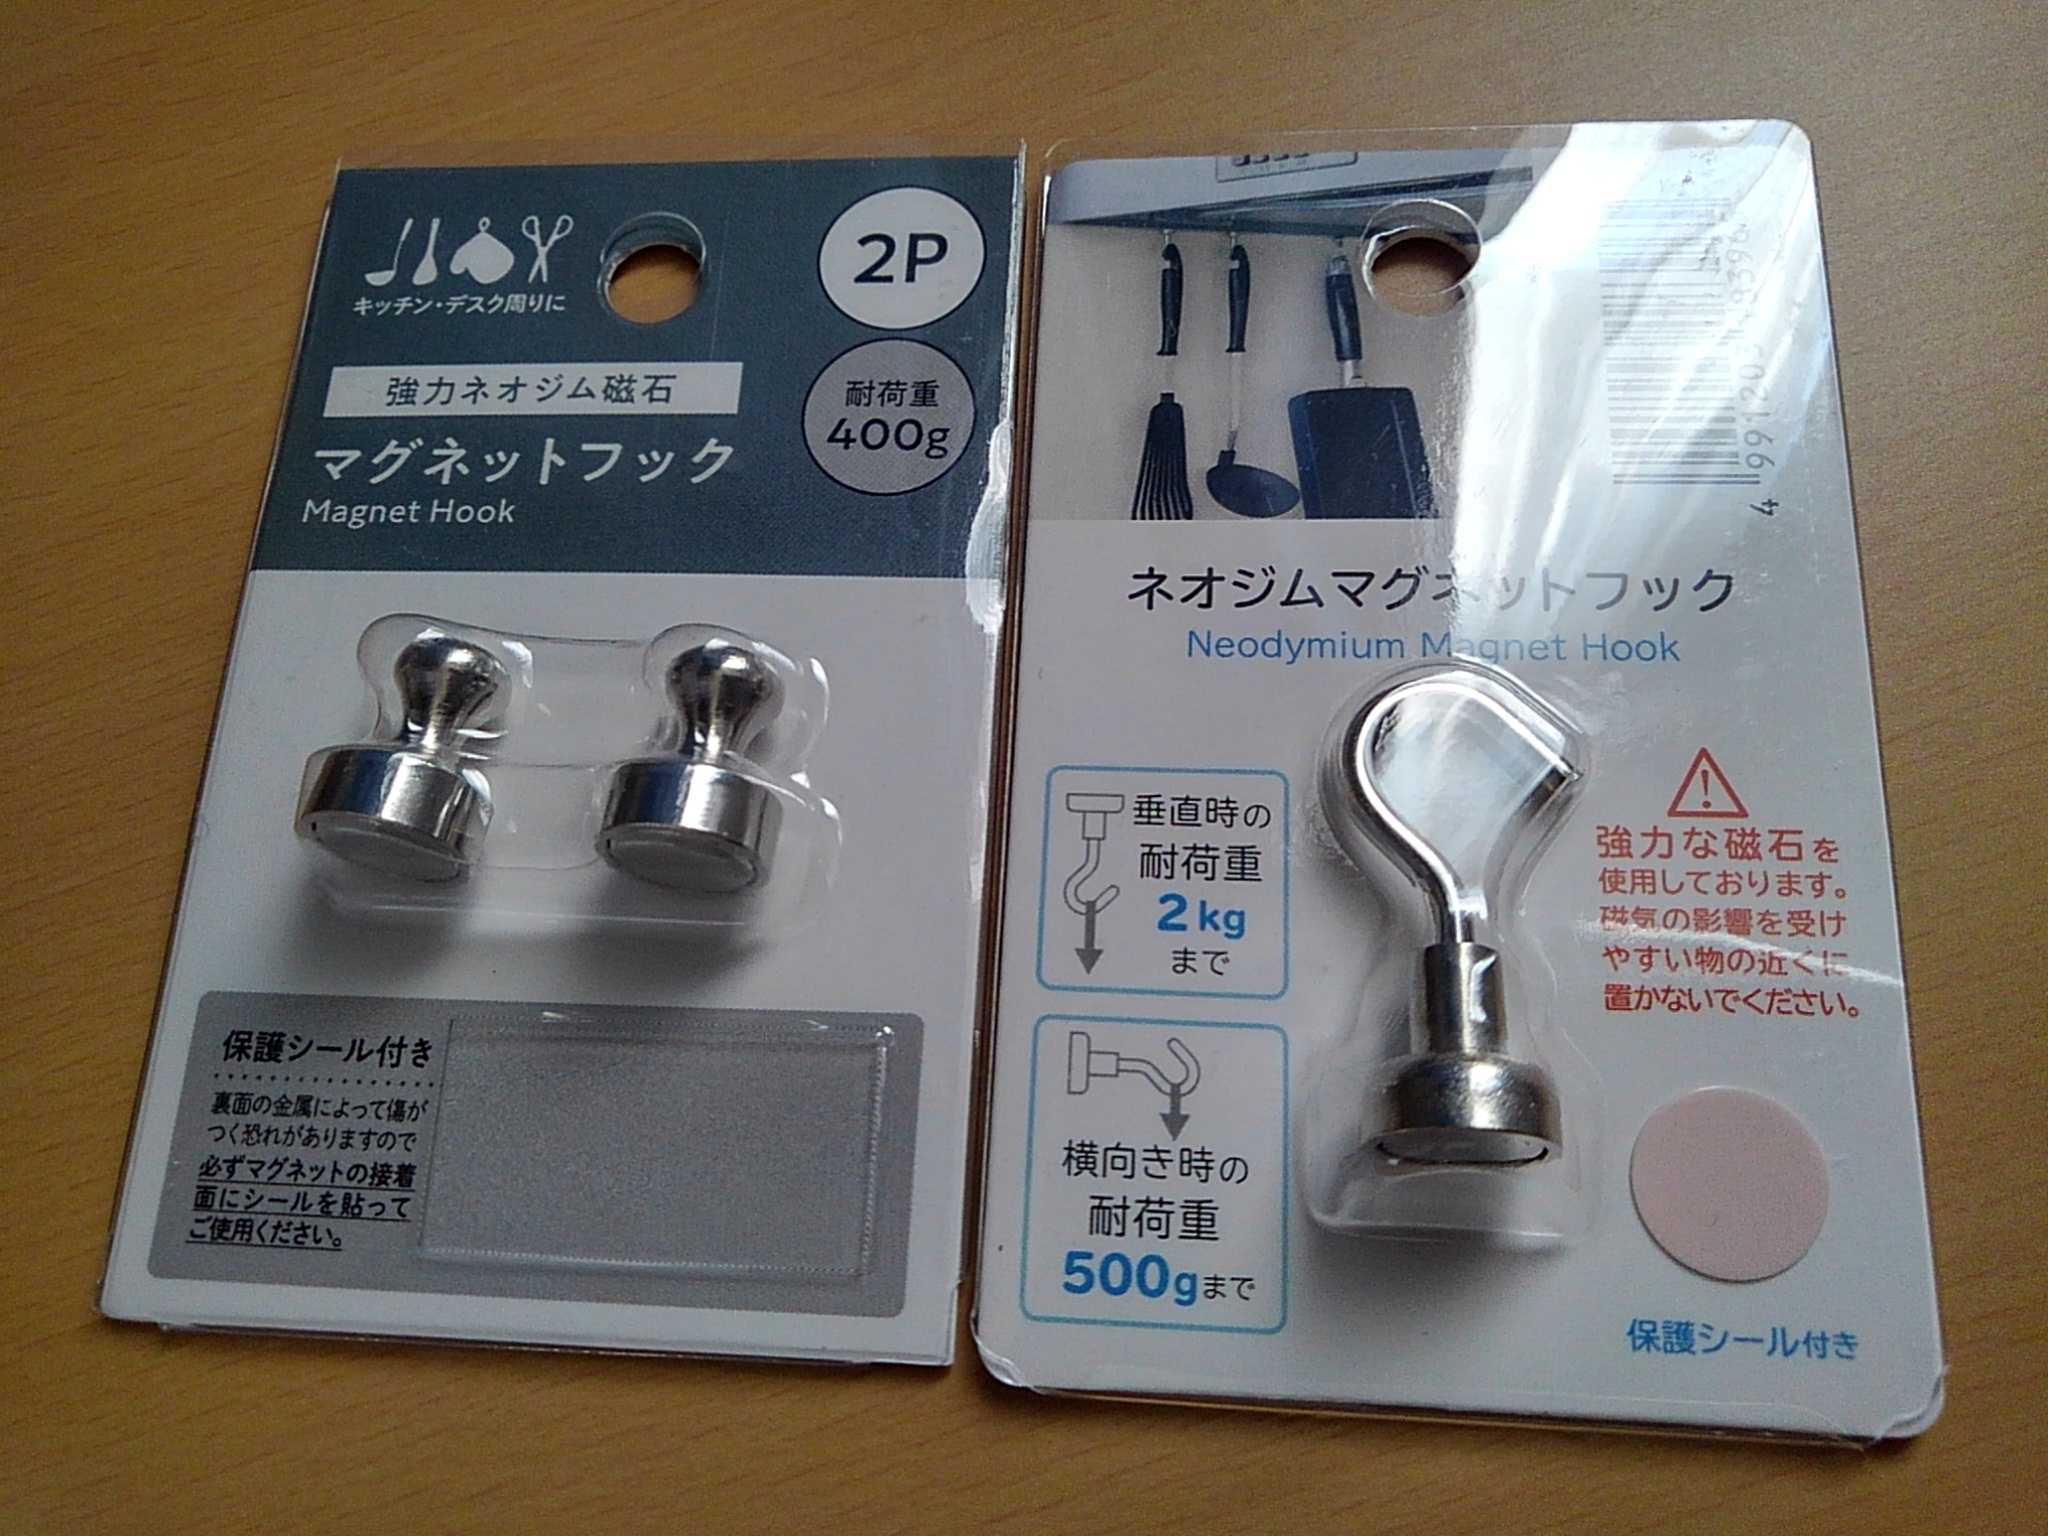 キッチン・デスク周りに
2P
耐荷重
400g
強力ネオジム磁石
マグネットフック
Magnet Hook
保護シール付き
裏面の金属によって傷が
つく恐れがありますので
必ずマグネットの接着
面にシールを貼って
ご使用ください。
ネオジムマグネットフック
Neodymium Magnet Hook
垂直時の
耐荷重
2kg
まで
横向き時の
耐荷重
500gまで
強力な磁石を
使用しております。
磁気の影響を受け
やすい物の近くに
置かないでください。
保護シール付き